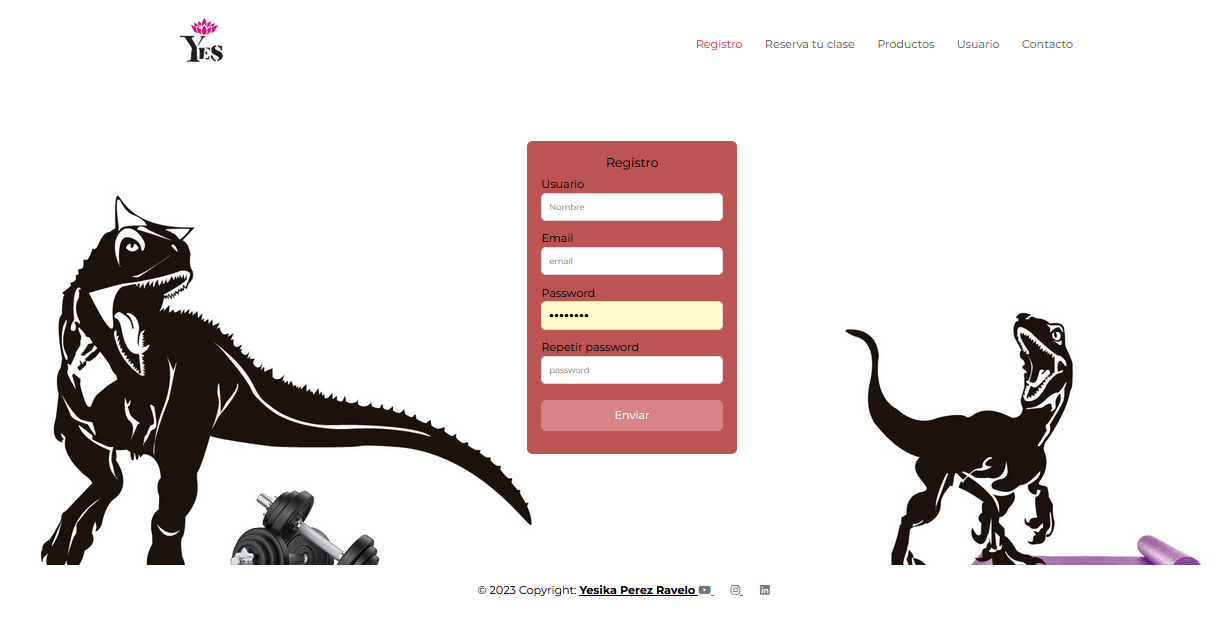 YES
Registro Reserva tu clase Productos Usuario Contacto
Registro
Usuario
Nombre
Email
email
Password
••••••••
Repetir password
password
Enviar
© 2023 Copyright: Yesika Perez Ravelo